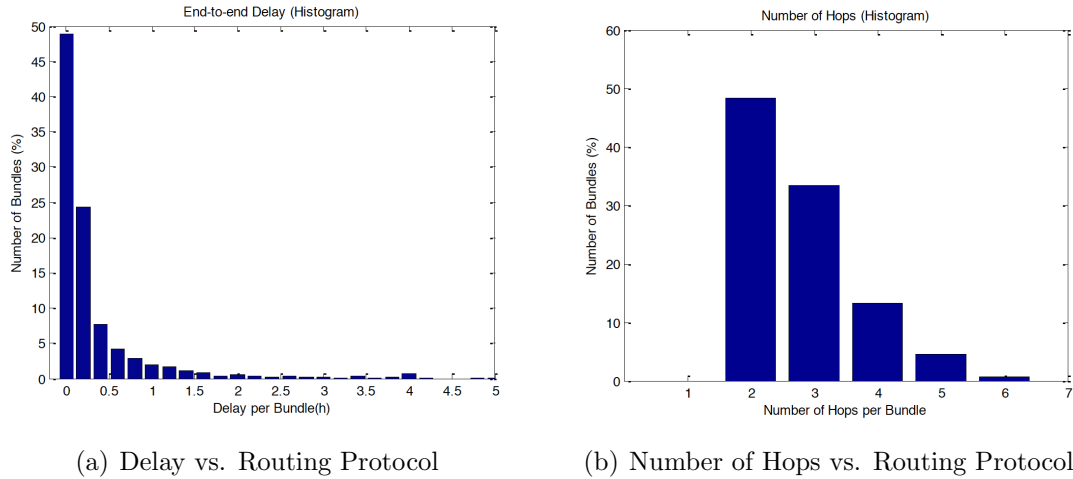 End-to-end Delay (Histogram)
50
45
40
35
30
25
20
15
10
5
0
Number of Bundles (%)
0 0.5 1 1.5 2 2.5 3 3.5 4 4.5 5
Delay per Bundle(h)
(a) Delay vs. Routing Protocol
Number of Hops (Histogram)
60
50
40
30
20
10
0
Number of Bundles (%)
1 2 3 4 5 6 7
Number of Hops per Bundle
(b) Number of Hops vs. Routing Protocol